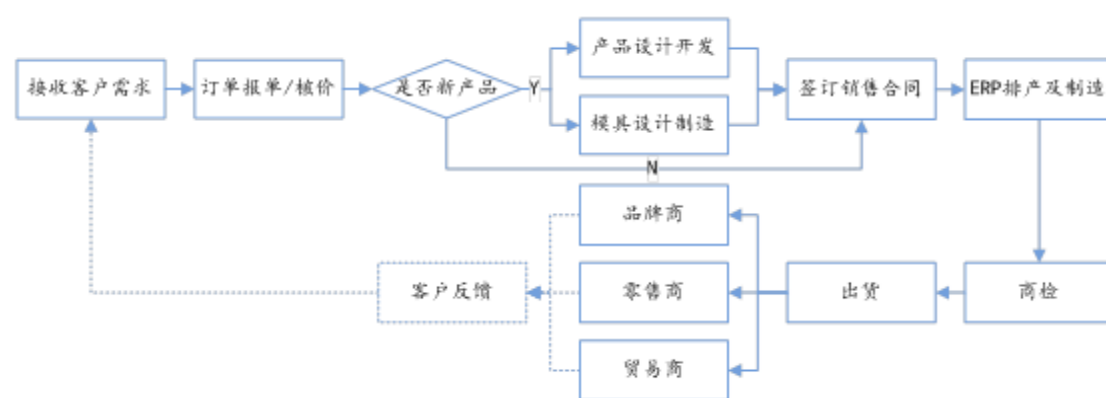 产品设计开发
接收客户需求
订单报单/核价
是否新产品
Y
签订销售合同
ERP排产及制造
模具设计制造
N
品牌商
客户反馈
零售商
出货
商检
贸易商